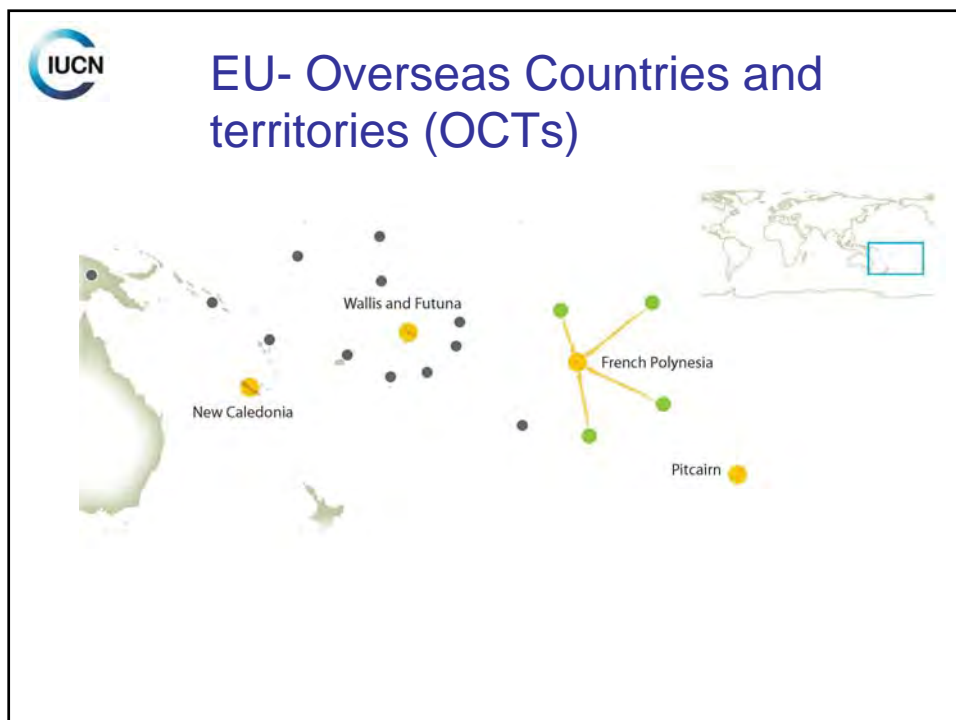 IUCN
EU- Overseas Countries and
territories (OCTs)
Wallis and Futuna
French Polynesia
New Caledonia
Pitcairn